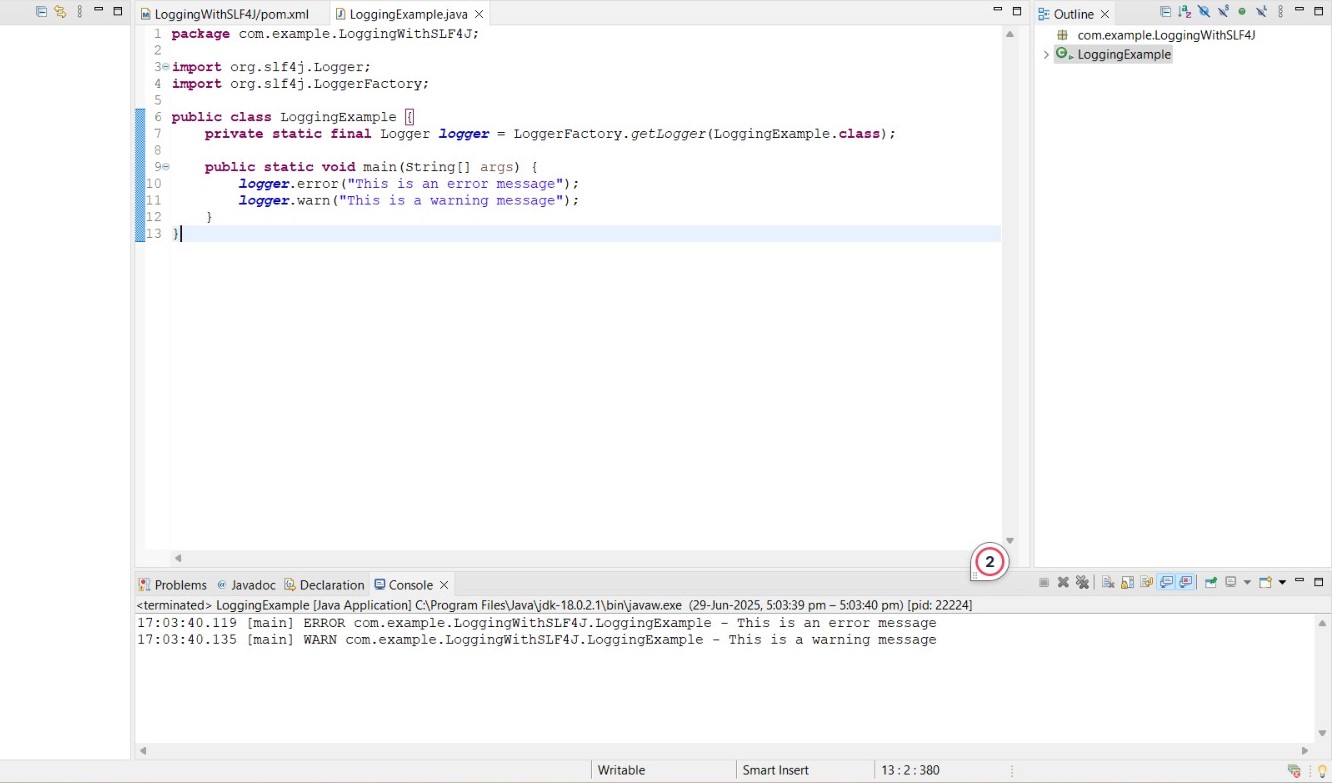 LoggingWithSLF4J/pom.xml
LoggingExample.java
1 package com.example.LoggingWithSLF4J;
2
3 import org.slf4j.Logger;
4 import org.slf4j.LoggerFactory;
5
6 public class LoggingExample {
7     private static final Logger logger = LoggerFactory.getLogger(LoggingExample.class);
8
9     public static void main(String[] args) {
10         logger.error("This is an error message");
11         logger.warn("This is a warning message");
12     }
13 }
Outline
com.example.LoggingWithSLF4J
LoggingExample
2
Problems Javadoc Declaration Console
<terminated> LoggingExample [Java Application] C:\Program Files\Java\jdk-18.0.2.1\bin\javaw.exe (29-Jun-2025, 5:03:39 pm – 5:03:40 pm) [pid: 22224]
17:03:40.119 [main] ERROR com.example.LoggingWithSLF4J.LoggingExample - This is an error message
17:03:40.135 [main] WARN com.example.LoggingWithSLF4J.LoggingExample - This is a warning message
Writable Smart Insert 13 : 2 : 380